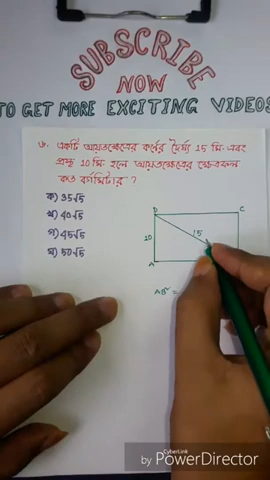 SUBSCRIBE
NOW
TO GET MORE EXCITING VIDEOS
৬. একটি আয়তক্ষেত্রের কর্ণের দৈর্ঘ্য 15 মি. এবং
প্রস্থ 10 মি. হলে আয়তক্ষেত্রের ক্ষেত্রফল
কত বর্গমিটার ?
ক) 35√5
খ) 40√5
গ) 45√5
ঘ) 50√5
D
C
10
15
A
AB² =
CyberLink
by PowerDirector